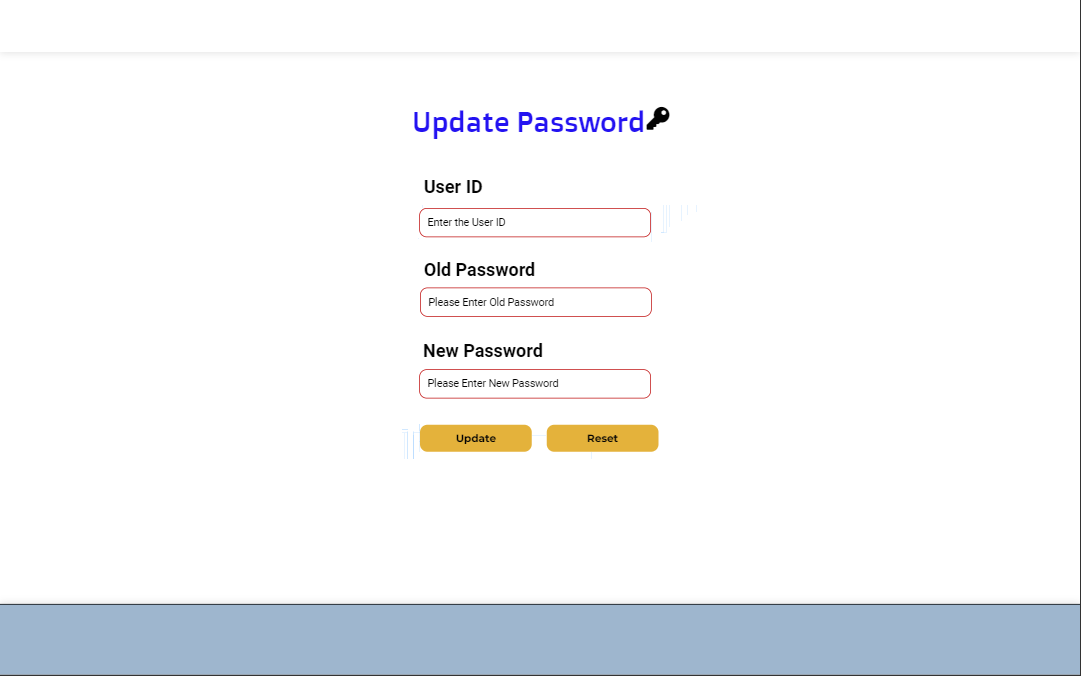 Update Password
User ID
Enter the User ID
Old Password
Please Enter Old Password
New Password
Please Enter New Password
Update Reset